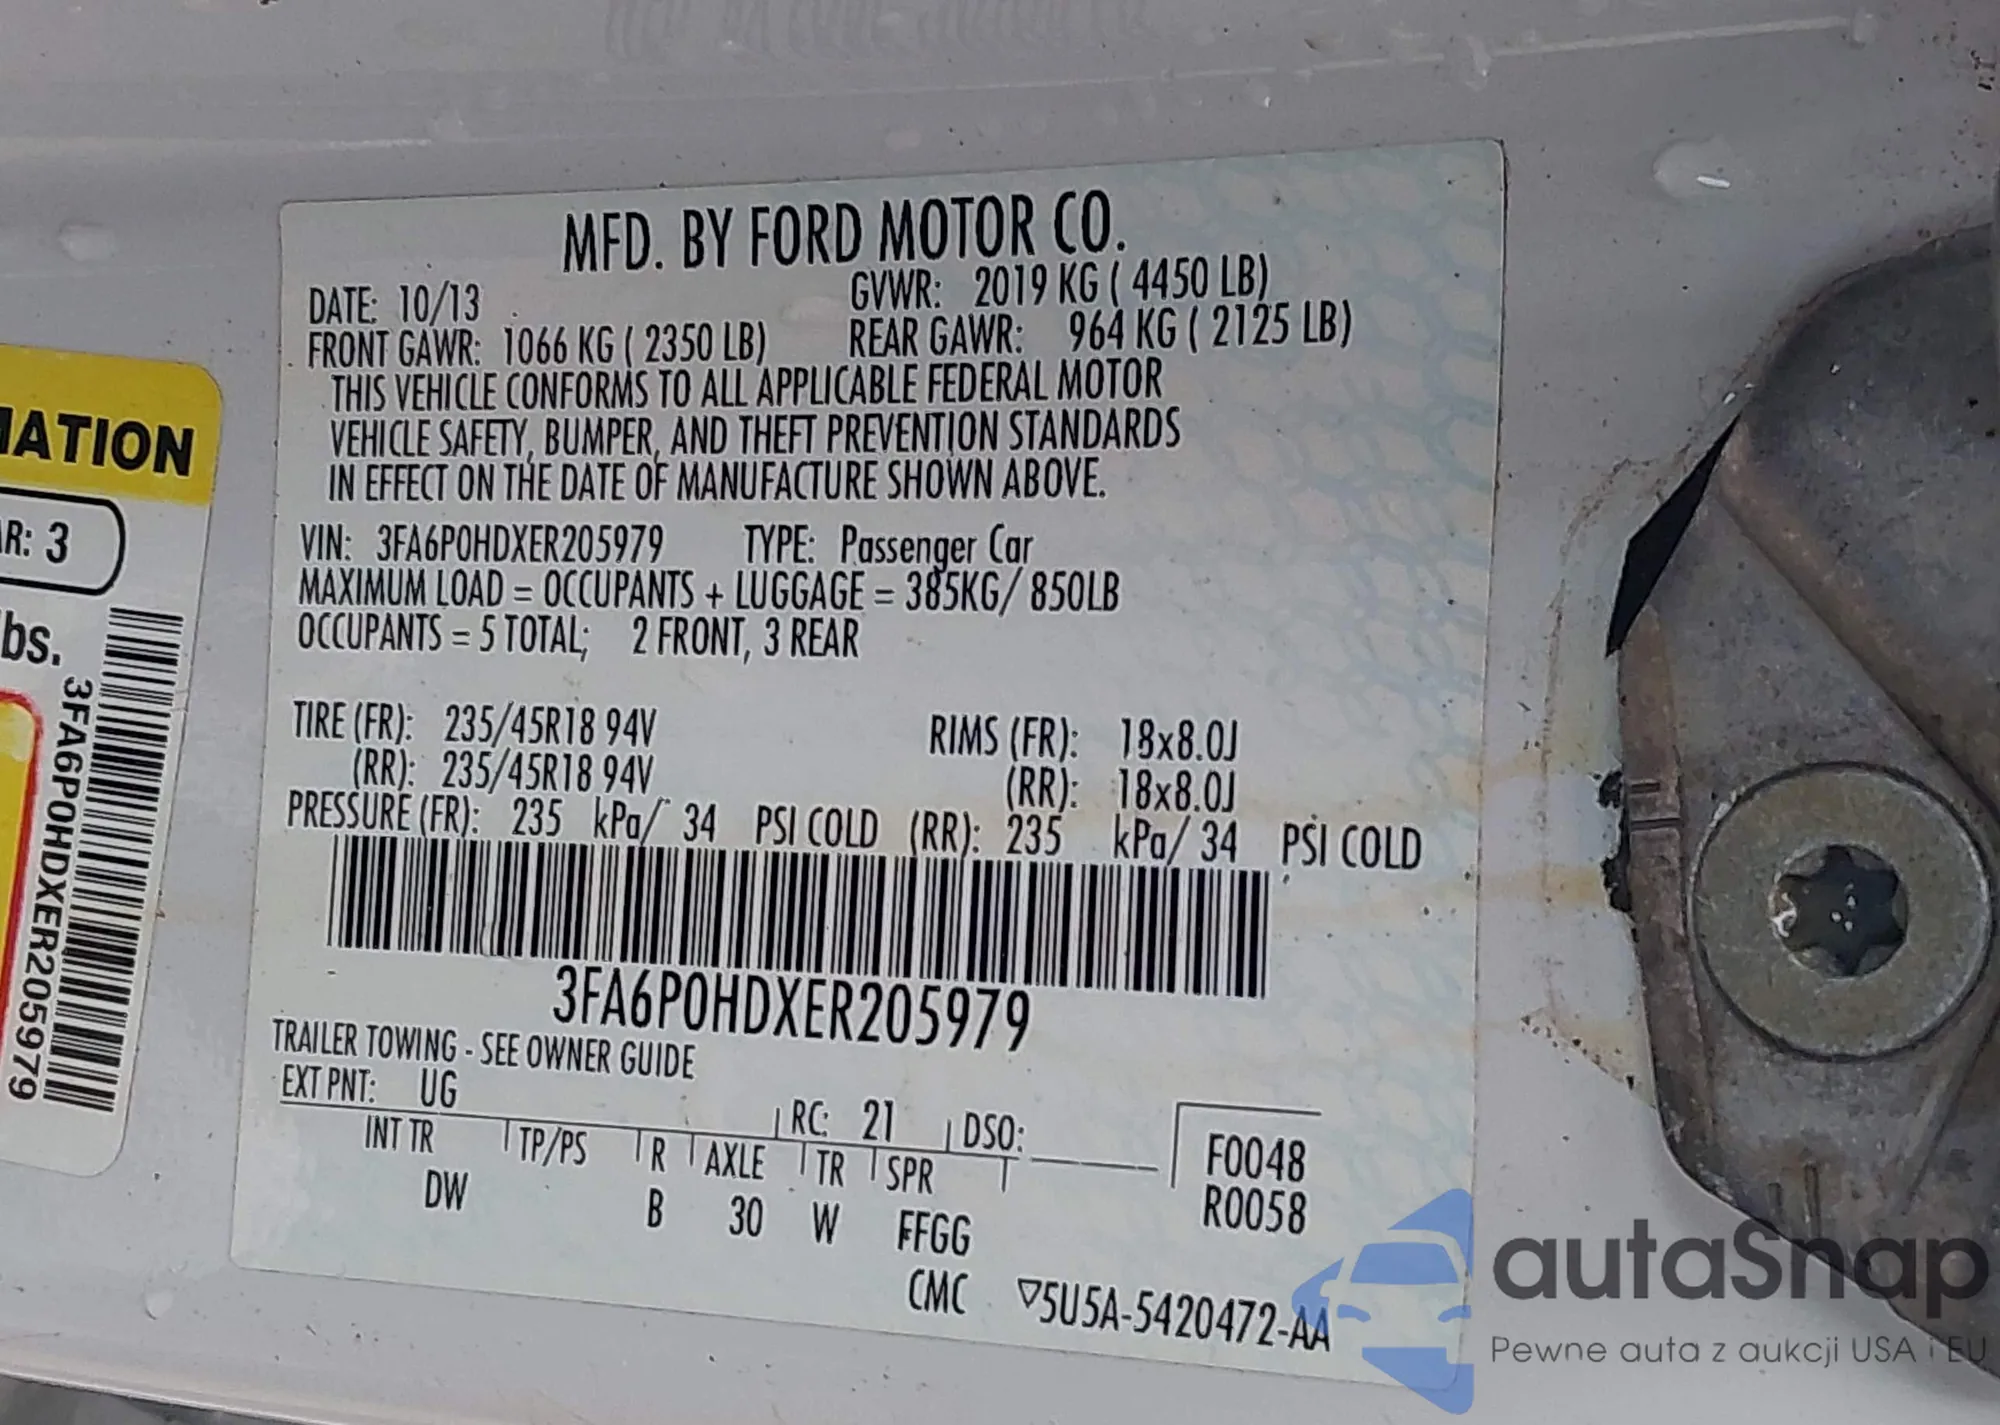 MFD. BY FORD MOTOR CO.
DATE: 10/13 GVWR: 2019 KG ( 4450 LB)
FRONT GAWR: 1066 KG ( 2350 LB) REAR GAWR: 964 KG ( 2125 LB)
THIS VEHICLE CONFORMS TO ALL APPLICABLE FEDERAL MOTOR
VEHICLE SAFETY, BUMPER, AND THEFT PREVENTION STANDARDS
IN EFFECT ON THE DATE OF MANUFACTURE SHOWN ABOVE.
VIN: 3FA6P0HDXER205979 TYPE: Passenger Car
MAXIMUM LOAD = OCCUPANTS + LUGGAGE = 385KG/ 850LB
OCCUPANTS = 5 TOTAL; 2 FRONT, 3 REAR
TIRE (FR): 235/45R18 94V RIMS (FR): 18x8.0J
(RR): 235/45R18 94V (RR): 18x8.0J
PRESSURE (FR): 235 kPa/ 34 PSI COLD (RR): 235 kPa/ 34 PSI COLD
3FA6P0HDXER205979
TRAILER TOWING - SEE OWNER GUIDE
EXT PNT: UG RC: 21 DSO:
INT TR TP/PS R AXLE TR SPR F0048
DW B 30 W FFGG R0058
CMC ▽5U5A-5420472-AA
MATION
AR: 3
lbs.
3FA6P0HDXER205979
autaSnap
Pewne auta z aukcji USA i EU